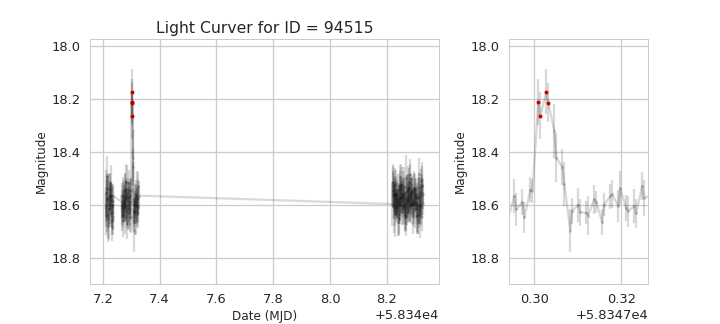 Light Curver for ID = 94515
18.0
18.2
18.4
18.6
18.8
Magnitude
7.2 7.4 7.6 7.8 8.0 8.2
Date (MJD)
+5.834e4
18.0
18.2
18.4
18.6
18.8
Magnitude
0.30 0.32
+5.8347e4